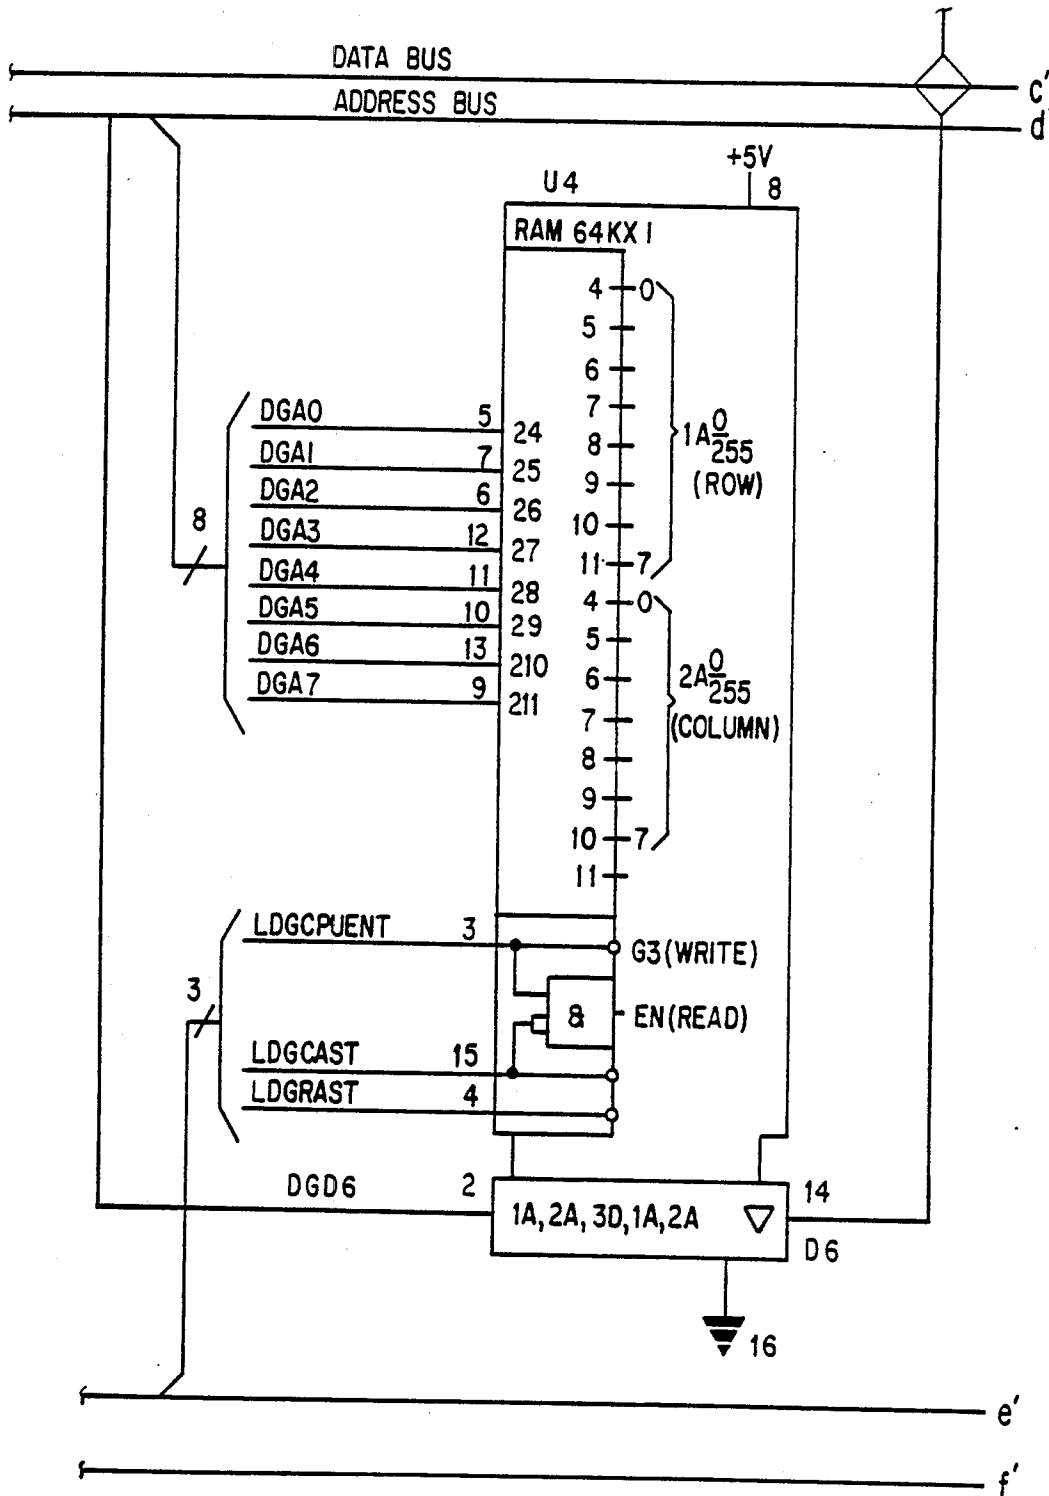 DATA BUS
c'
ADDRESS BUS
d'
+5V
U4
8
RAM 64KX1
4 0
5
6
7
8
9
10
11 7
1A 0/255
(ROW)
DGA0 5 24
DGA1 7 25
DGA2 6 26
DGA3 12 27
DGA4 11 28
DGA5 10 29
DGA6 13 210
DGA7 9 211
8
4 0
5
6
7
8
9
10 7
11
2A 0/255
(COLUMN)
LDGCPUENT 3
G3(WRITE)
3
&
EN(READ)
LDGCAST 15
LDGRAST 4
DGD6 2
1A,2A,3D,1A,2A ▽
14
D6
16
e'
f'